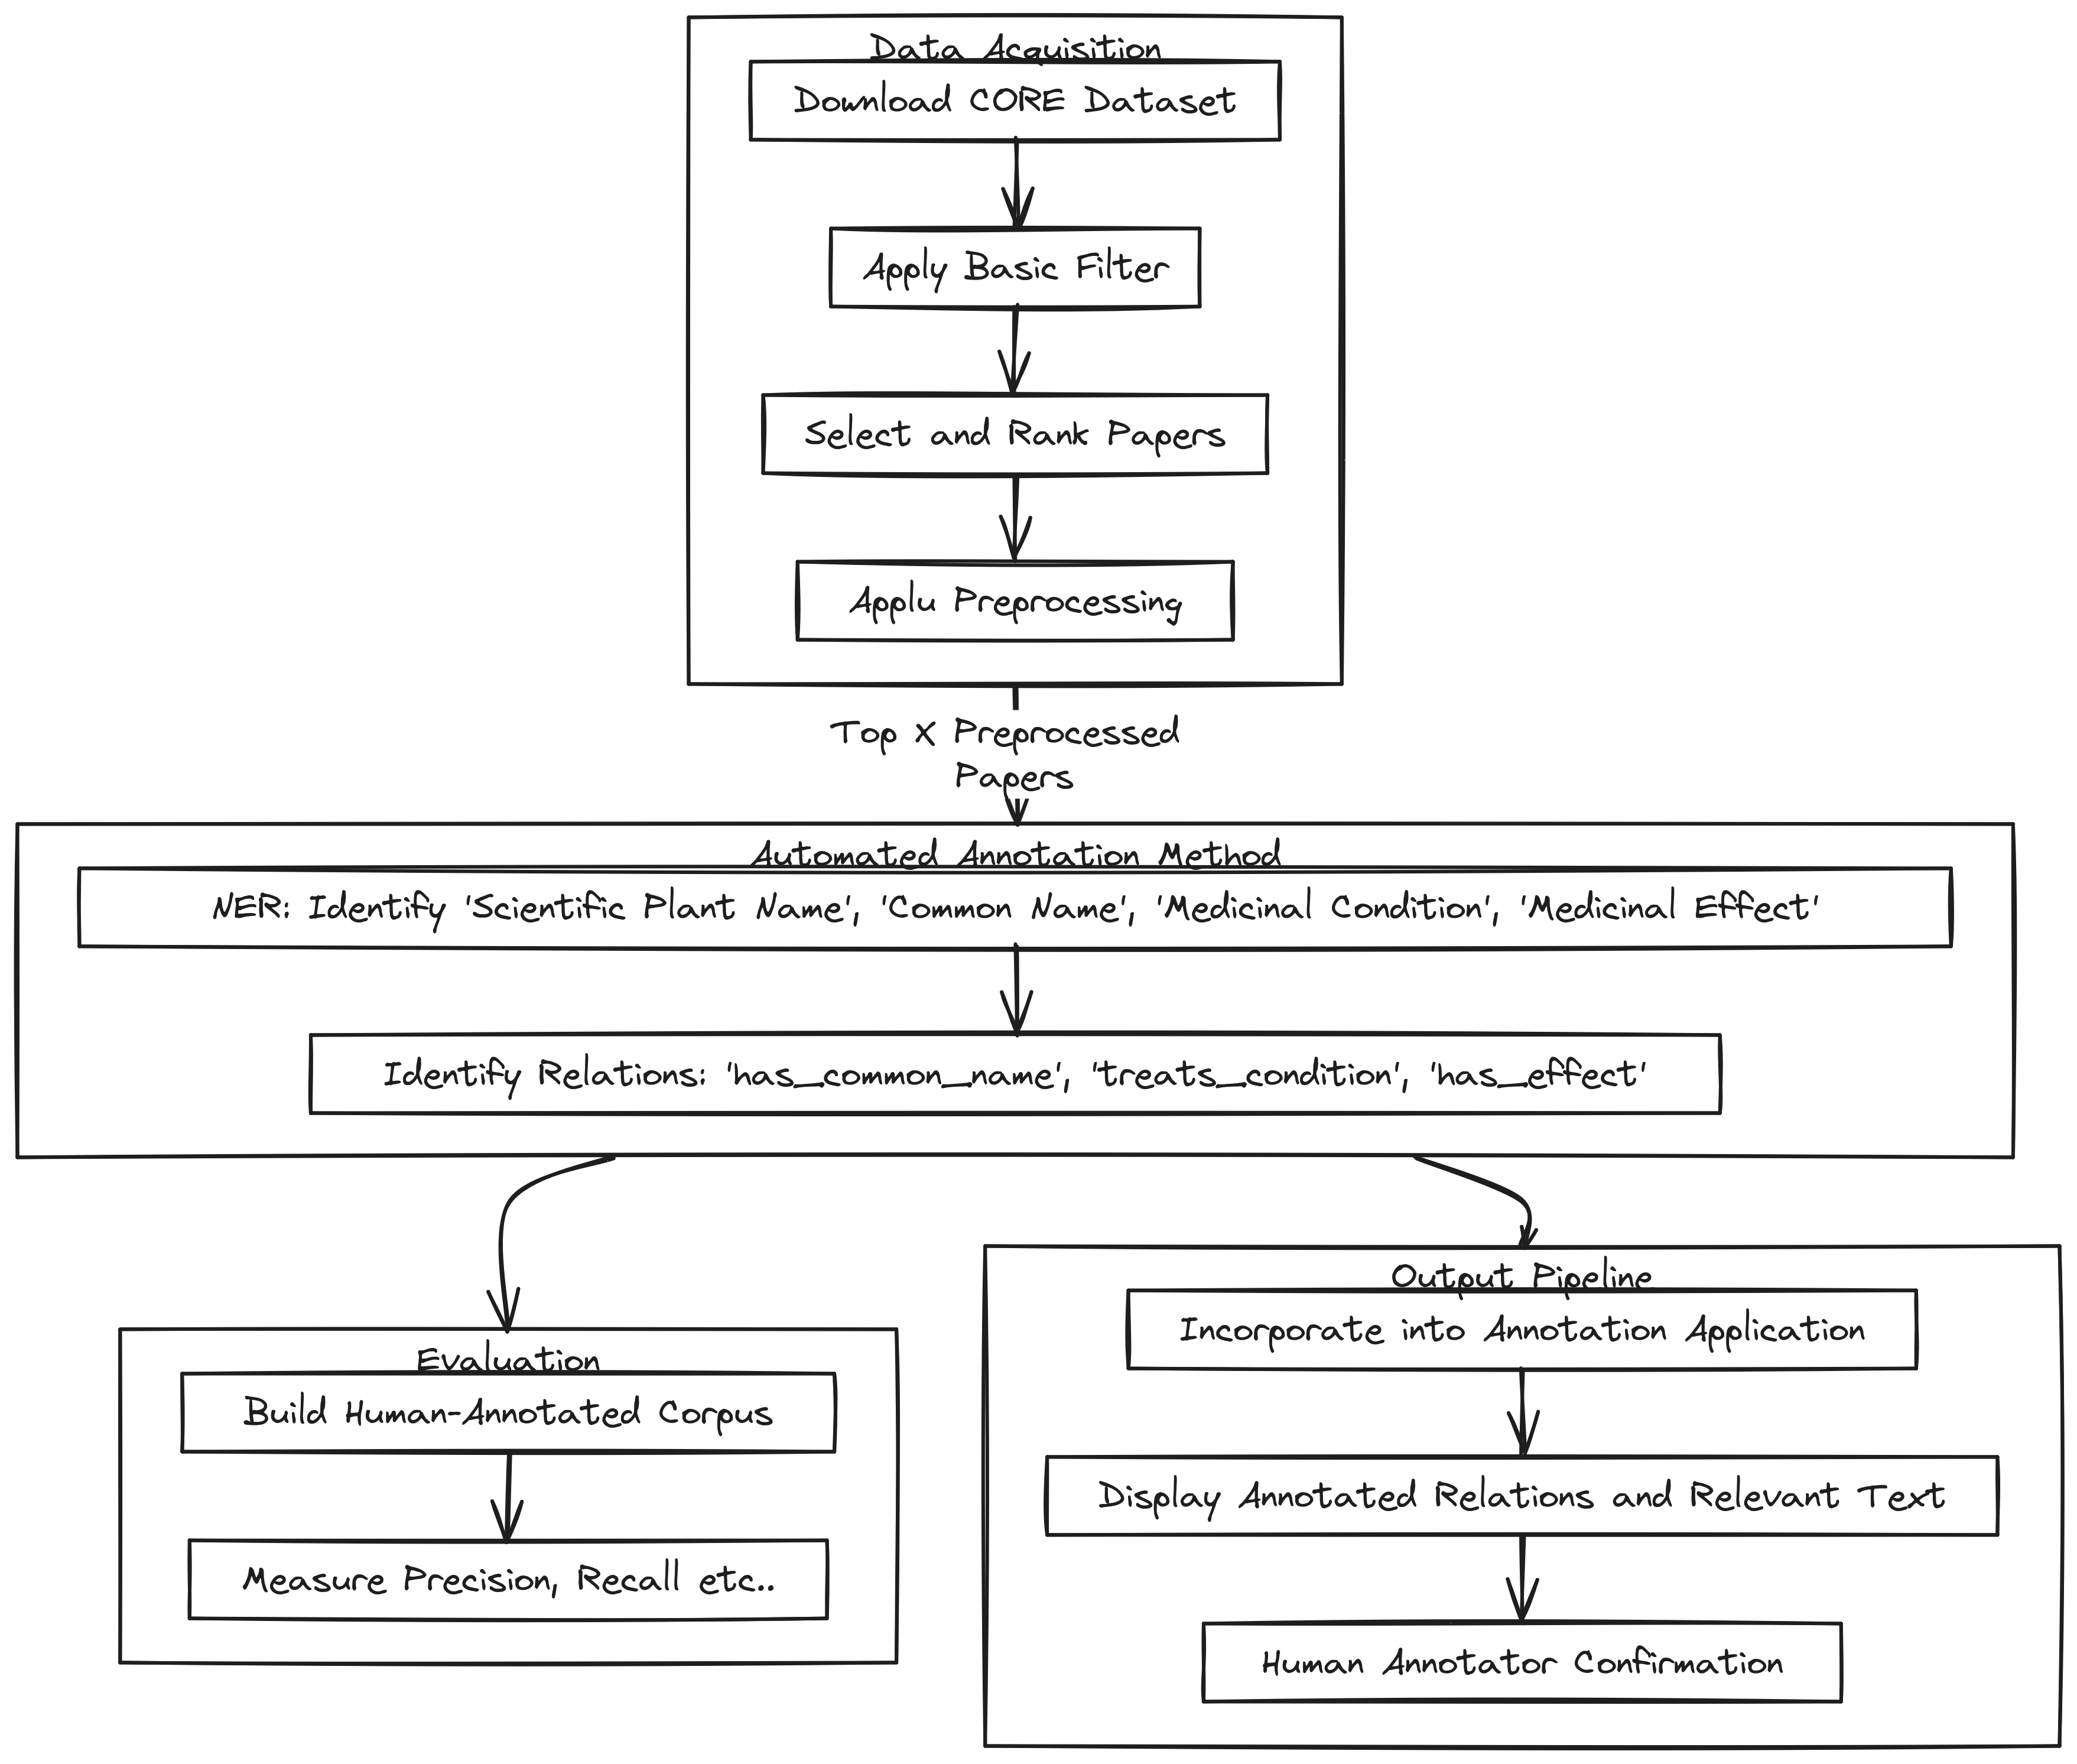 Data Acquisition
Download CORE Dataset
Apply Basic Filter
Select and Rank Papers
Applu Preprocessing
Top X Preprocessed
Papers
Automated Annotation Method
NER: Identify 'Scientific Plant Name', 'Common Name', 'Medicinal Condition', 'Medicinal Effect'
Identify Relations: 'has_common_name', 'treats_condition', 'has_effect'
Evaluation
Build Human-Annotated Corpus
Measure Precision, Recall etc..
Output Pipeline
Incorporate into Annotation Application
Display Annotated Relations and Relevant Text
Human Annotator Confirmation